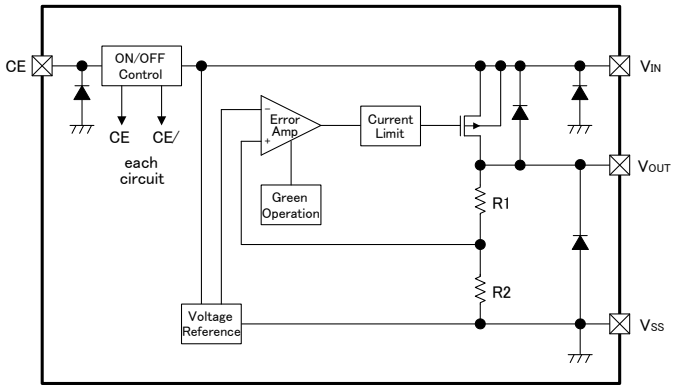 CE
ON/OFF
Control
VIN
CE
CE/
each
circuit
−
+
Error
Amp
Current
Limit
Green
Operation
VOUT
R1
R2
Voltage
Reference
VSS